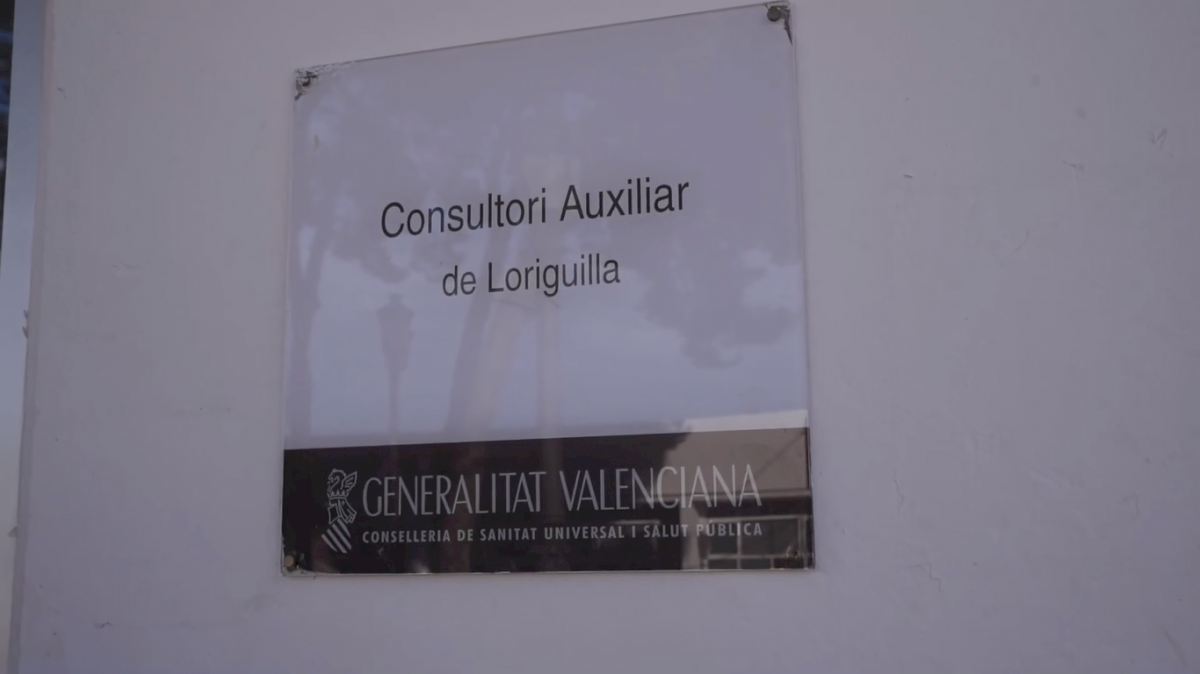 Consultori Auxiliar
de Loriguilla
GENERALITAT VALENCIANA
CONSELLERIA DE SANITAT UNIVERSAL I SALUT PÚBLICA